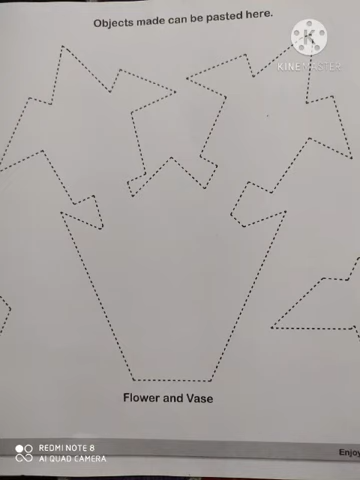 Objects made can be pasted here.
K
KINEMASTER
Flower and Vase
Enjoy
REDMI NOTE 8
AI QUAD CAMERA